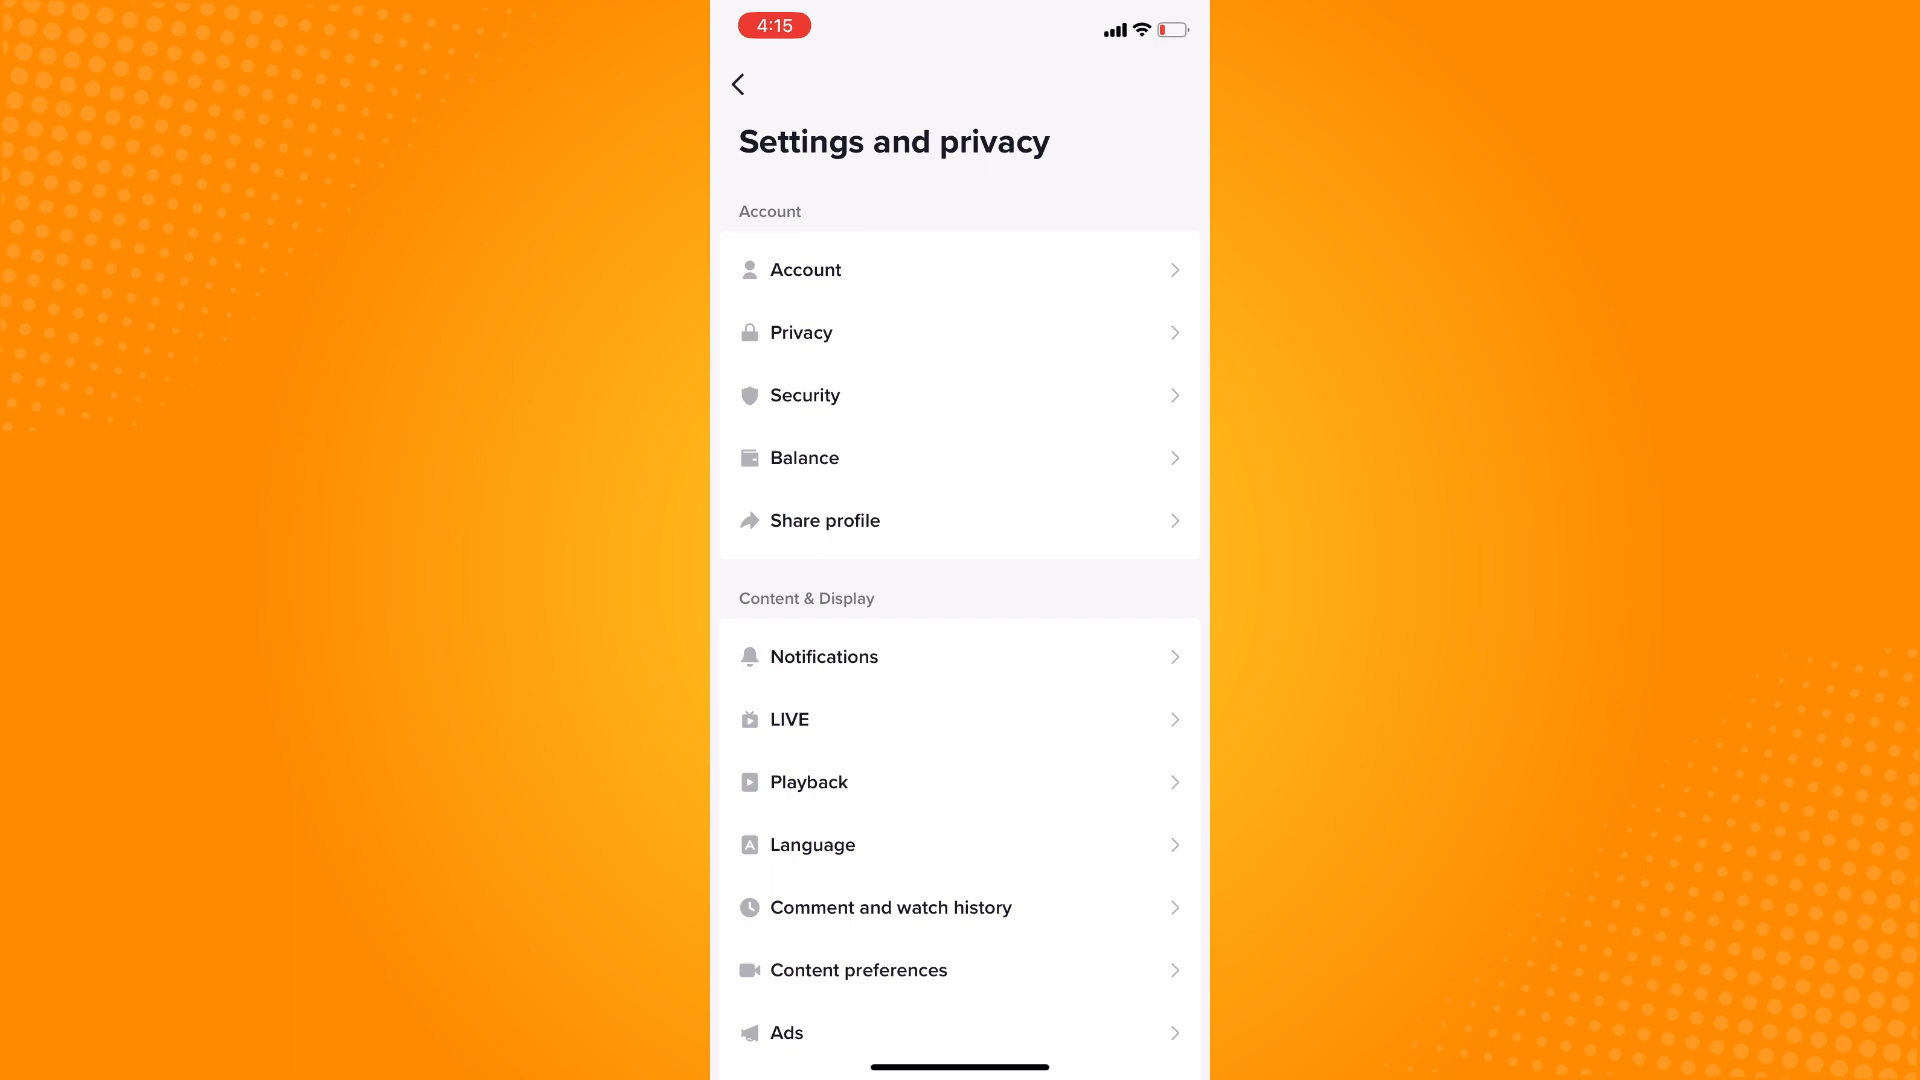 4:15
Settings and privacy
Account
Account
Privacy
Security
Balance
Share profile
Content & Display
Notifications
LIVE
Playback
Language
Comment and watch history
Content preferences
Ads